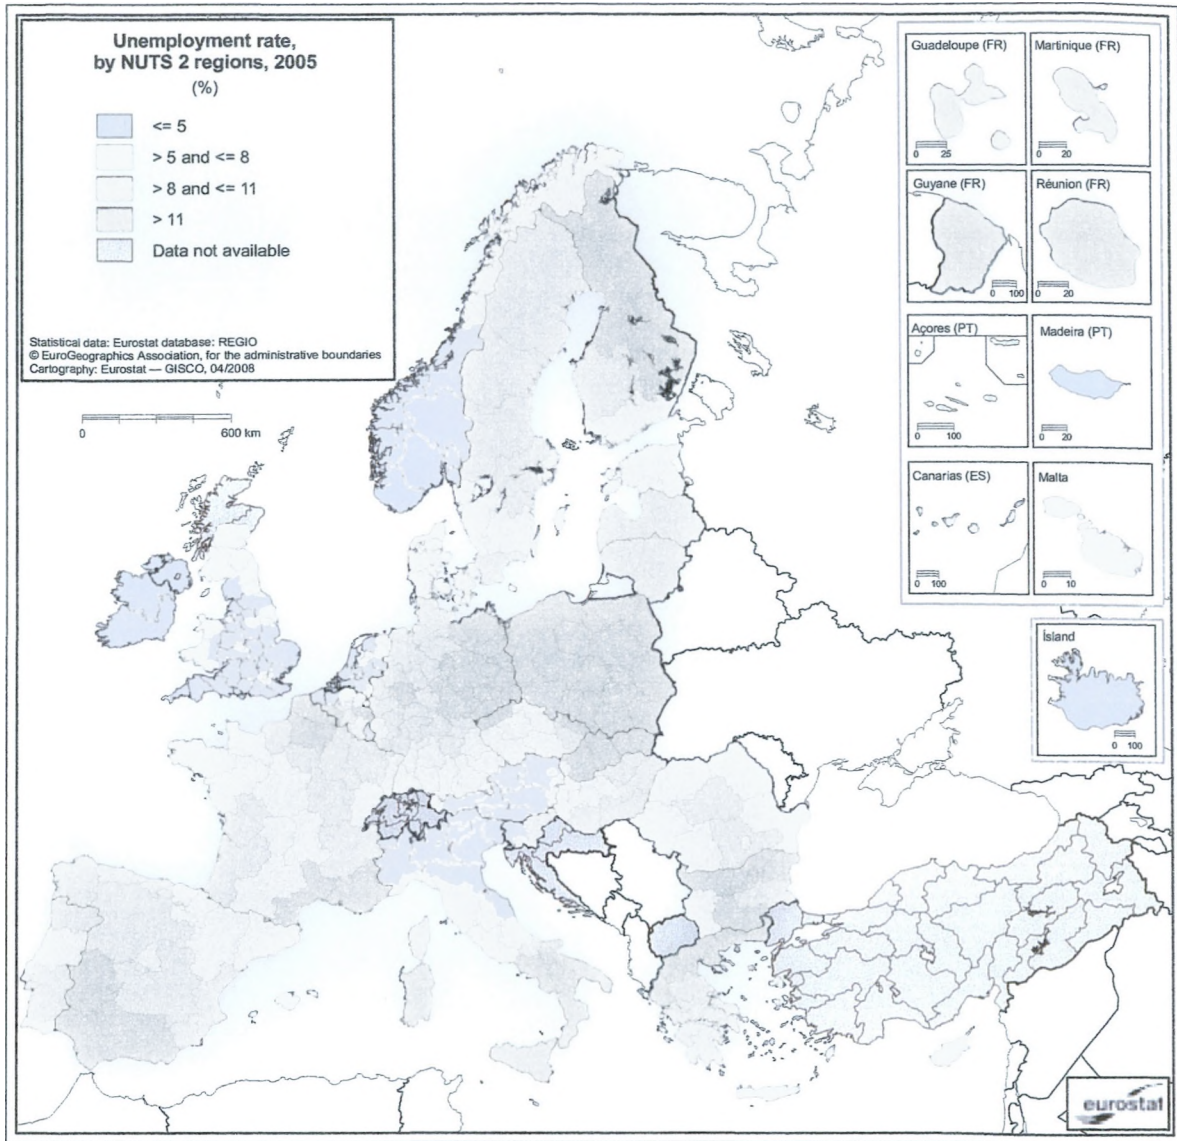 Unemployment rate,
by NUTS 2 regions, 2005
(%)
<= 5
> 5 and <= 8
> 8 and <= 11
> 11
Data not available
Statistical data: Eurostat database: REGIO
© EuroGeographics Association, for the administrative boundaries
Cartography: Eurostat — GISCO, 04/2008
0 600 km
Guadeloupe (FR)
0 25
Martinique (FR)
0 20
Guyane (FR)
0 100
Réunion (FR)
0 20
Açores (PT)
0 100
Madeira (PT)
0 20
Canarias (ES)
0 100
Malta
0 10
Ísland
0 100
eurostat